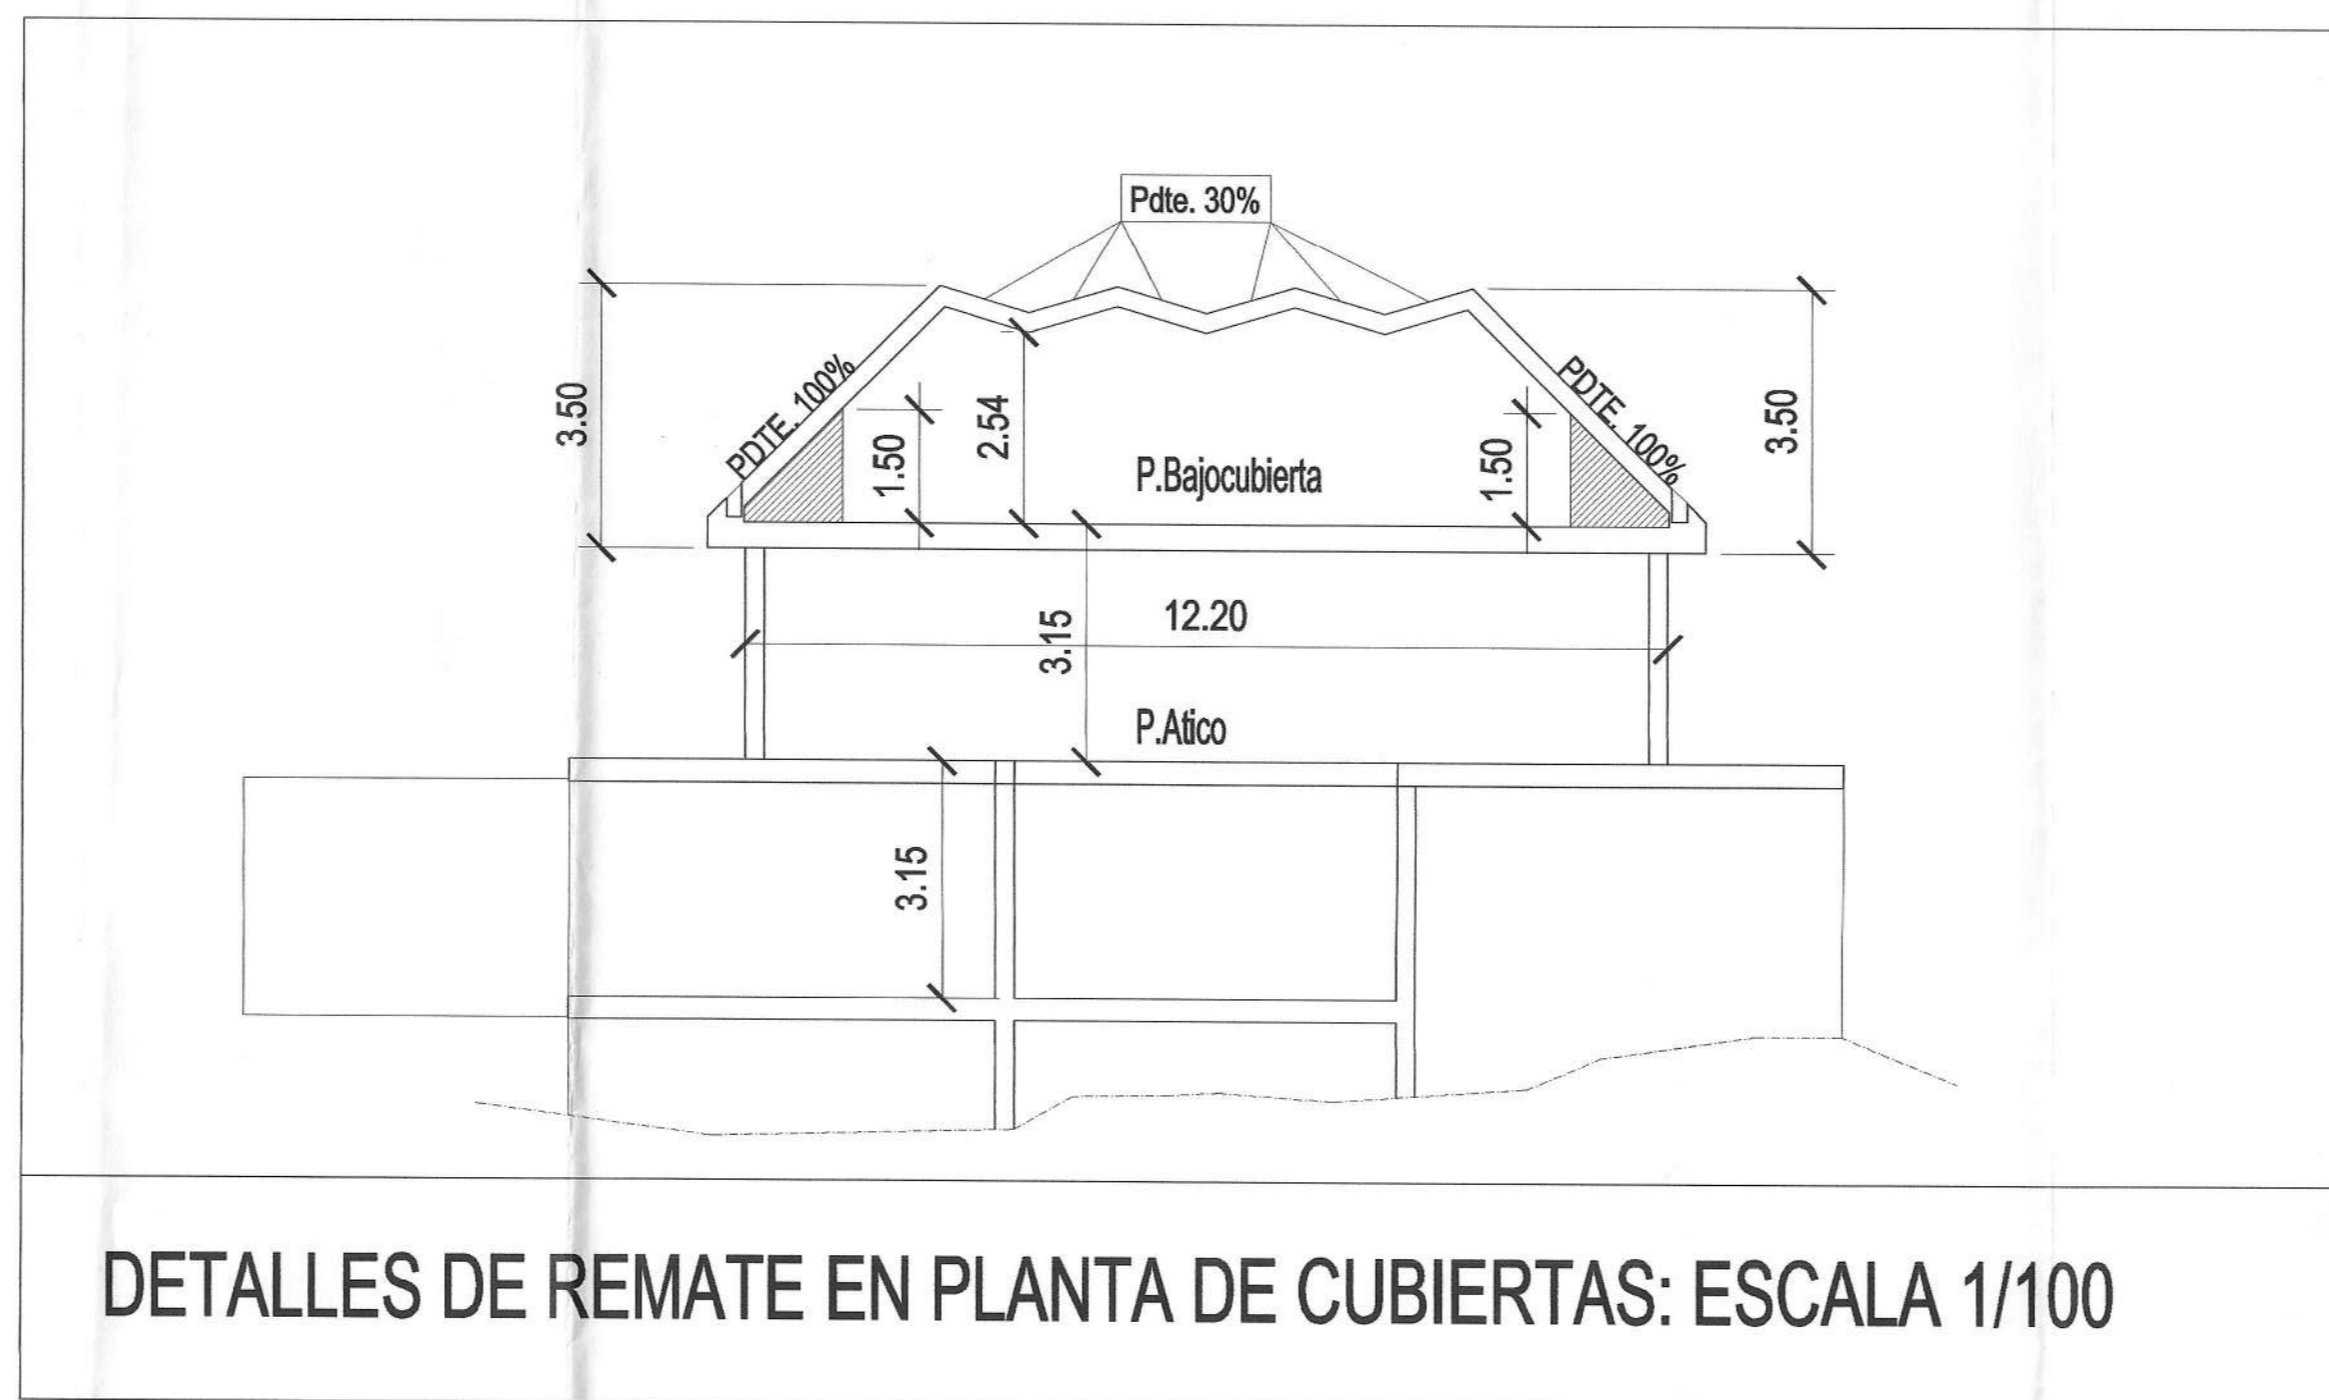 Pdte. 30%
3.50
PDTE. 100%
1.50
2.54
P.Bajocubierta
1.50
PDTE. 100%
3.50
3.15
12.20
P.Atico
3.15
DETALLES DE REMATE EN PLANTA DE CUBIERTAS: ESCALA 1/100